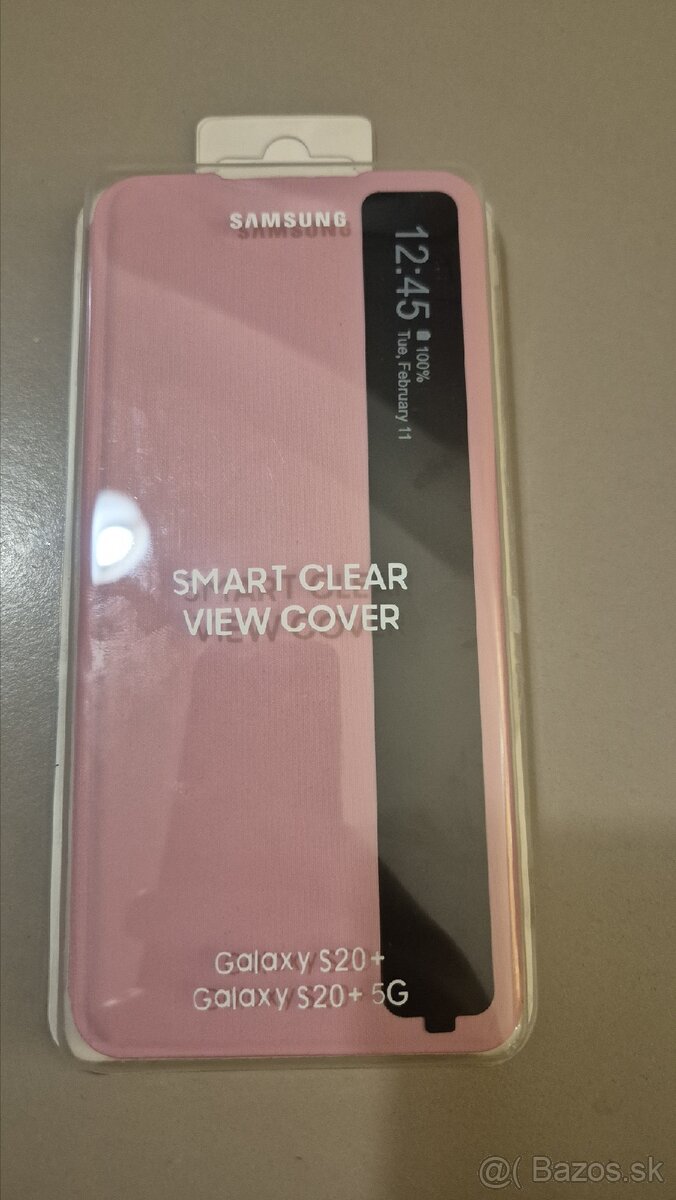 SAMSUNG
12:45
100%
Tue, February 11
SMART CLEAR
VIEW COVER
Galaxy S20+
Galaxy S20+ 5G
@( Bazos.sk